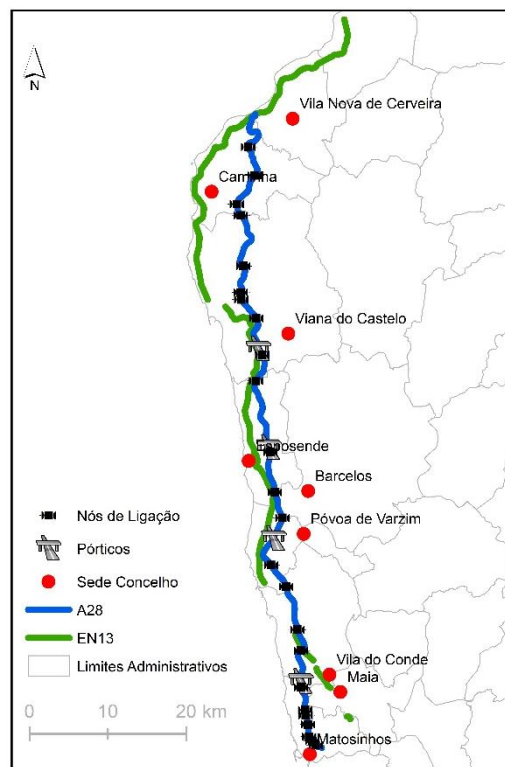 N
Vila Nova de Cerveira
Caminha
Viana do Castelo
Esposende
Barcelos
Póvoa de Varzim
Nós de Ligação
Pórticos
Sede Concelho
A28
EN13
Limites Administrativos
Vila do Conde
Maia
0 10 20 km
Matosinhos